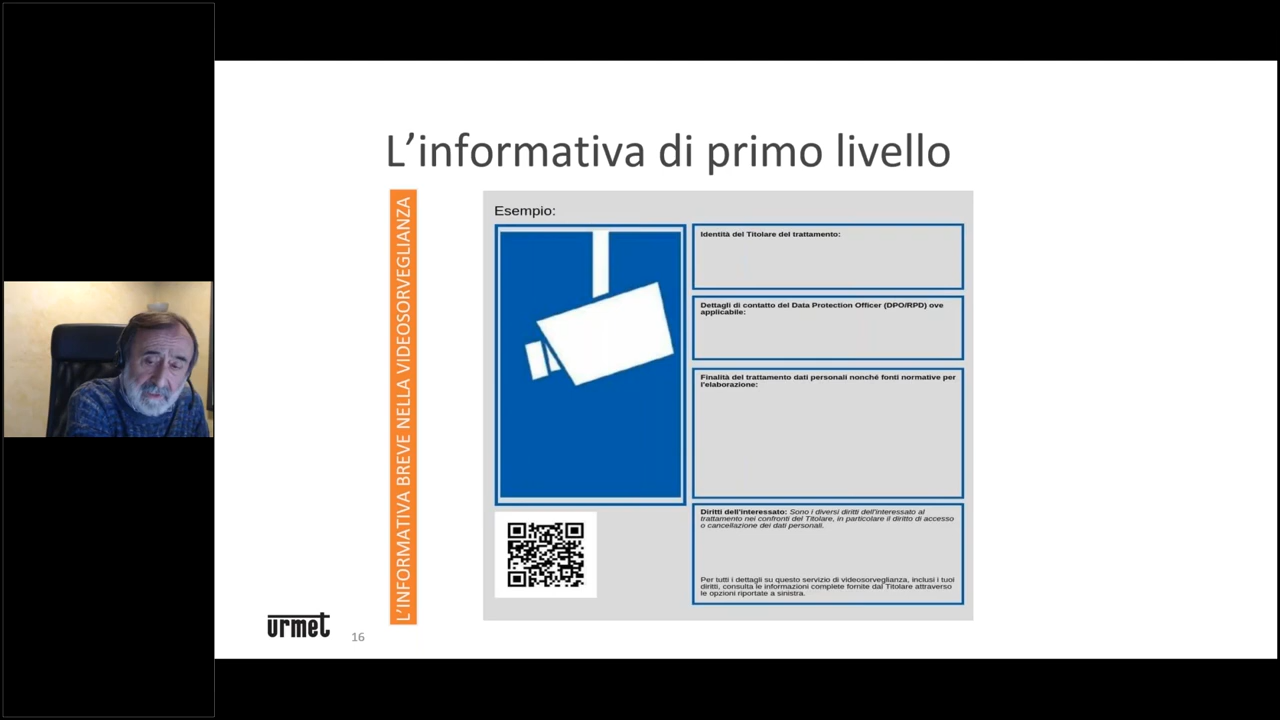 L'informativa di primo livello
L'INFORMATIVA BREVE NELLA VIDEOSORVEGLIANZA
Esempio:
Identità del Titolare del trattamento:
Dettagli di contatto del Data Protection Officer (DPO/RPD) ove
applicabile:
Finalità del trattamento dati personali nonché fonti normative per
l'elaborazione:
Diritti dell'interessato: Sono i diversi diritti dell'interessato al
trattamento nei confronti del Titolare, in particolare il diritto di accesso
o cancellazione dei dati personali.
Per tutti i dettagli su questo servizio di videosorveglianza, inclusi i tuoi
diritti, consulta le informazioni complete fornite dal Titolare attraverso
le opzioni riportate a sinistra.
urmet
16